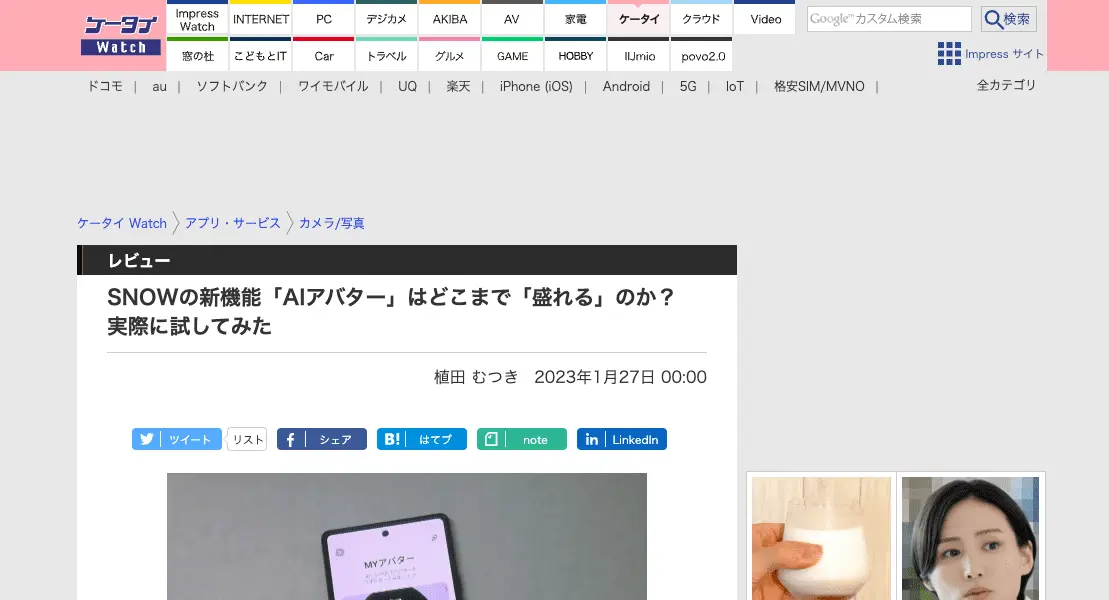 ケータイ
Watch
Impress
Watch
INTERNET
PC
デジカメ
AKIBA
AV
家電
ケータイ
クラウド
Video
Google™カスタム検索
検索
窓の杜
こどもとIT
Car
トラベル
グルメ
GAME
HOBBY
IIJmio
povo2.0
Impress サイト
ドコモ | au | ソフトバンク | ワイモバイル | UQ | 楽天 | iPhone (iOS) | Android | 5G | IoT | 格安SIM/MVNO |
全カテゴリ
ケータイ Watch 〉 アプリ・サービス 〉 カメラ/写真
レビュー
SNOWの新機能「AIアバター」はどこまで「盛れる」のか?
実際に試してみた
植田 むつき 2023年1月27日 00:00
ツイート
リスト
シェア
B! はてブ
note
in LinkedIn
MYアバター